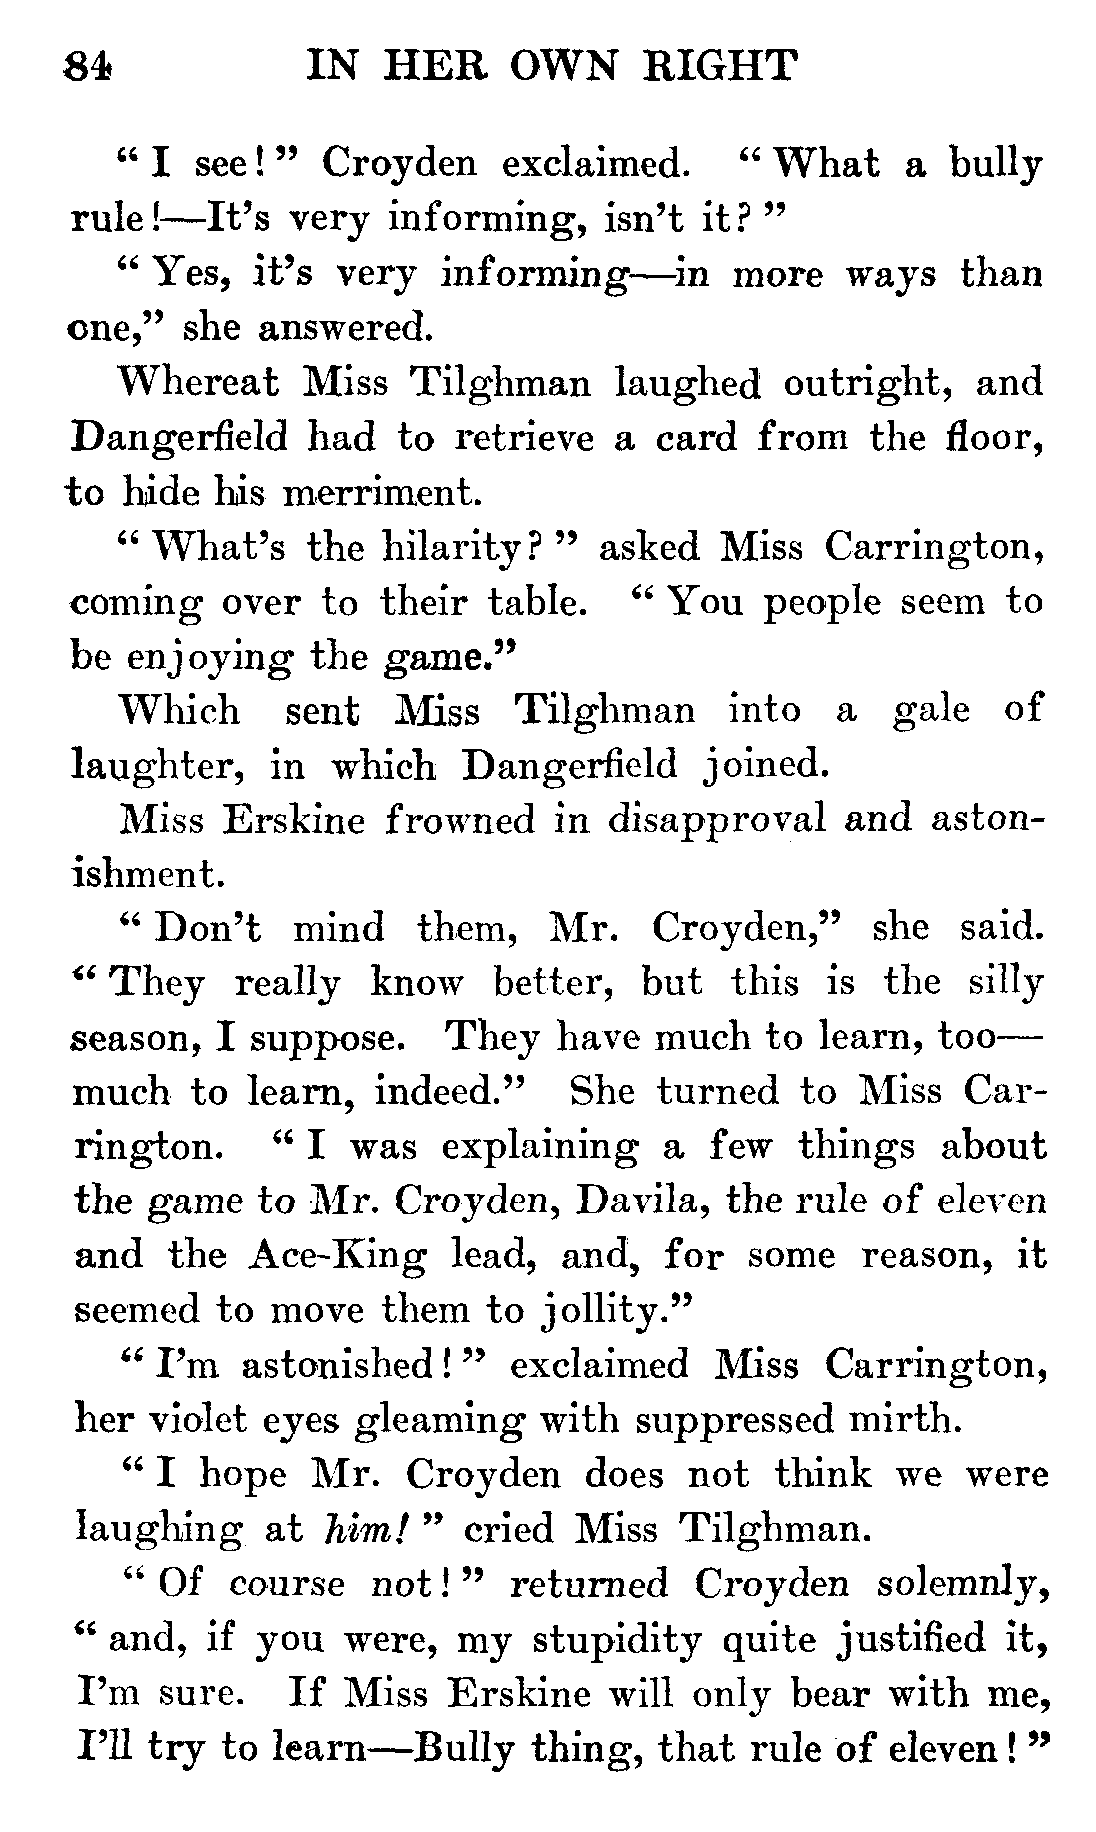 84 IN HER OWN RIGHT
“ I see! ” Croyden exclaimed. “ What a bully
rule!—It’s very informing, isn’t it? ”
“ Yes, it’s very informing—in more ways than
one,” she answered.
Whereat Miss Tilghman laughed outright, and
Dangerfield had to retrieve a card from the floor,
to hide his merriment.
“ What’s the hilarity? ” asked Miss Carrington,
coming over to their table. “ You people seem to
be enjoying the game.”
Which sent Miss Tilghman into a gale of
laughter, in which Dangerfield joined.
Miss Erskine frowned in disapproval and aston-
ishment.
“ Don’t mind them, Mr. Croyden,” she said.
“ They really know better, but this is the silly
season, I suppose. They have much to learn, too—
much to learn, indeed.” She turned to Miss Car-
rington. “ I was explaining a few things about
the game to Mr. Croyden, Davila, the rule of eleven
and the Ace-King lead, and, for some reason, it
seemed to move them to jollity.”
“ I’m astonished! ” exclaimed Miss Carrington,
her violet eyes gleaming with suppressed mirth.
“ I hope Mr. Croyden does not think we were
laughing at him! ” cried Miss Tilghman.
“ Of course not! ” returned Croyden solemnly,
“ and, if you were, my stupidity quite justified it,
I’m sure. If Miss Erskine will only bear with me,
I’ll try to learn—Bully thing, that rule of eleven! ”